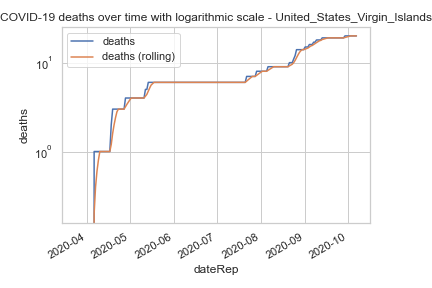 COVID-19 deaths over time with logarithmic scale - United_States_Virgin_Islands
deaths
deaths (rolling)
10¹
10⁰
deaths
2020-04
2020-05
2020-06
2020-07
2020-08
2020-09
2020-10
dateRep